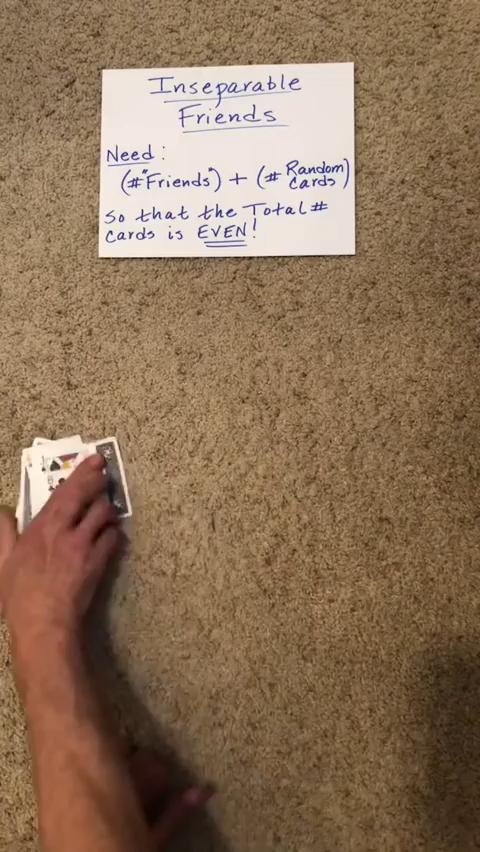 Inseparable
Friends
Need:
(#"Friends") + (# Random
cards)
so that the Total #
cards is EVEN!